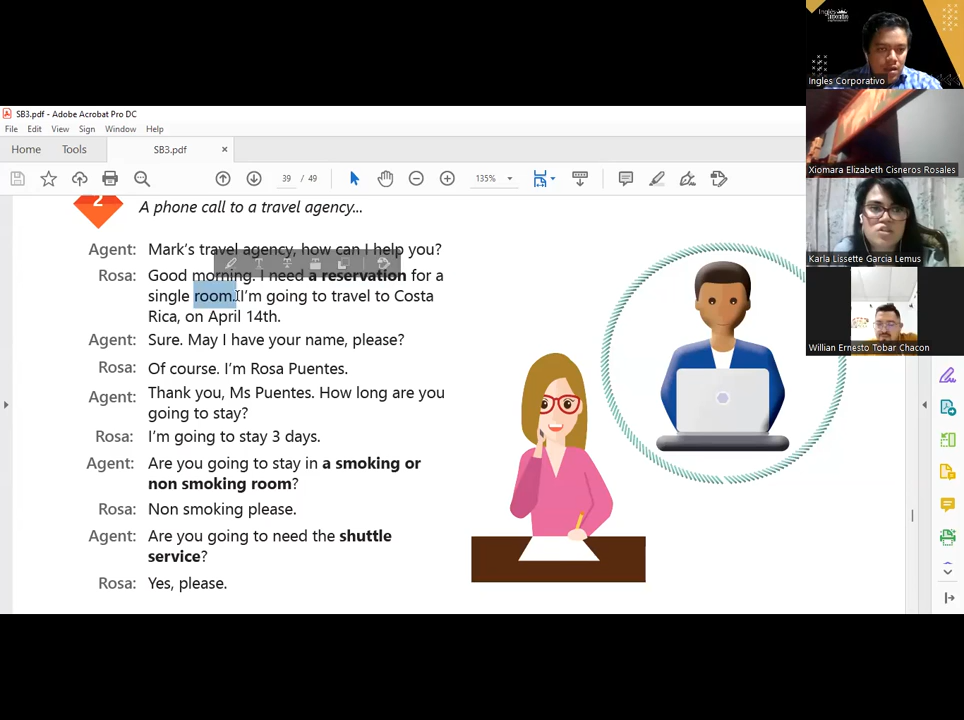 SB3.pdf - Adobe Acrobat Pro DC
File Edit View Sign Window Help
Home Tools SB3.pdf ×
39 / 49 135%
2
A phone call to a travel agency...
Agent: Mark's travel agency, how can I help you?
Rosa: Good morning. I need a reservation for a
single room. I'm going to travel to Costa
Rica, on April 14th.
Agent: Sure. May I have your name, please?
Rosa: Of course. I'm Rosa Puentes.
Agent: Thank you, Ms Puentes. How long are you
going to stay?
Rosa: I'm going to stay 3 days.
Agent: Are you going to stay in a smoking or
non smoking room?
Rosa: Non smoking please.
Agent: Are you going to need the shuttle
service?
Rosa: Yes, please.
Inglés
Corporativo
Ingles Corporativo
Xiomara Elizabeth Cisneros Rosales
Karla Lissette Garcia Lemus
Willian Ernesto Tobar Chacon